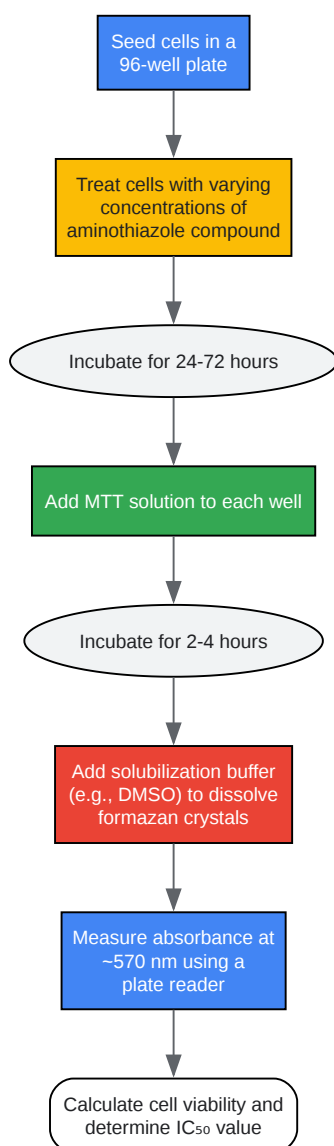 Seed cells in a
96-well plate
Treat cells with varying
concentrations of
aminothiazole compound
Incubate for 24-72 hours
Add MTT solution to each well
Incubate for 2-4 hours
Add solubilization buffer
(e.g., DMSO) to dissolve
formazan crystals
Measure absorbance at
~570 nm using a
plate reader
Calculate cell viability and
determine IC₅₀ value